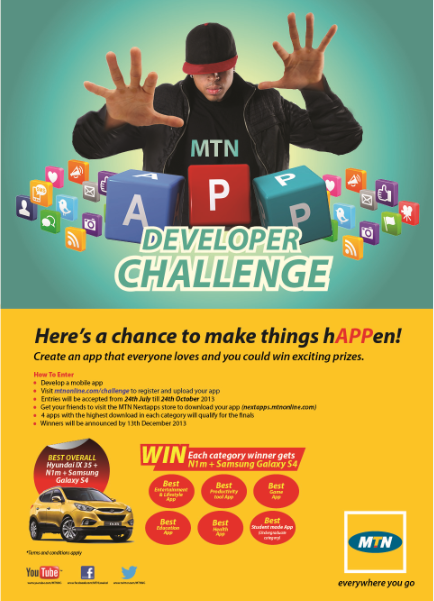 MTN
A P P
DEVELOPER
CHALLENGE
Here's a chance to make things hAPPen!
Create an app that everyone loves and you could win exciting prizes.
How To Enter
• Develop a mobile app
• Visit mtnonline.com/challenge to register and upload your app
• Entries will be accepted from 24th July till 24th October 2013
• Get your friends to visit the MTN Nextapps store to download your app (nextapps.mtnonline.com)
• 4 apps with the highest download in each category will qualify for the finals
• Winners will be announced by 13th December 2013
BEST OVERALL
Hyundai IX 35 +
N1m + Samsung
Galaxy S4
WIN Each category winner gets
N1m + Samsung Galaxy S4
Best
Entertainment
& Lifestyle
App
Best
Productivity
tool App
Best
Game
App
Best
Education
App
Best
Health
App
Best
Student made App
(Undergraduate
category)
*Terms and conditions apply
YouTube
MTN
everywhere you go